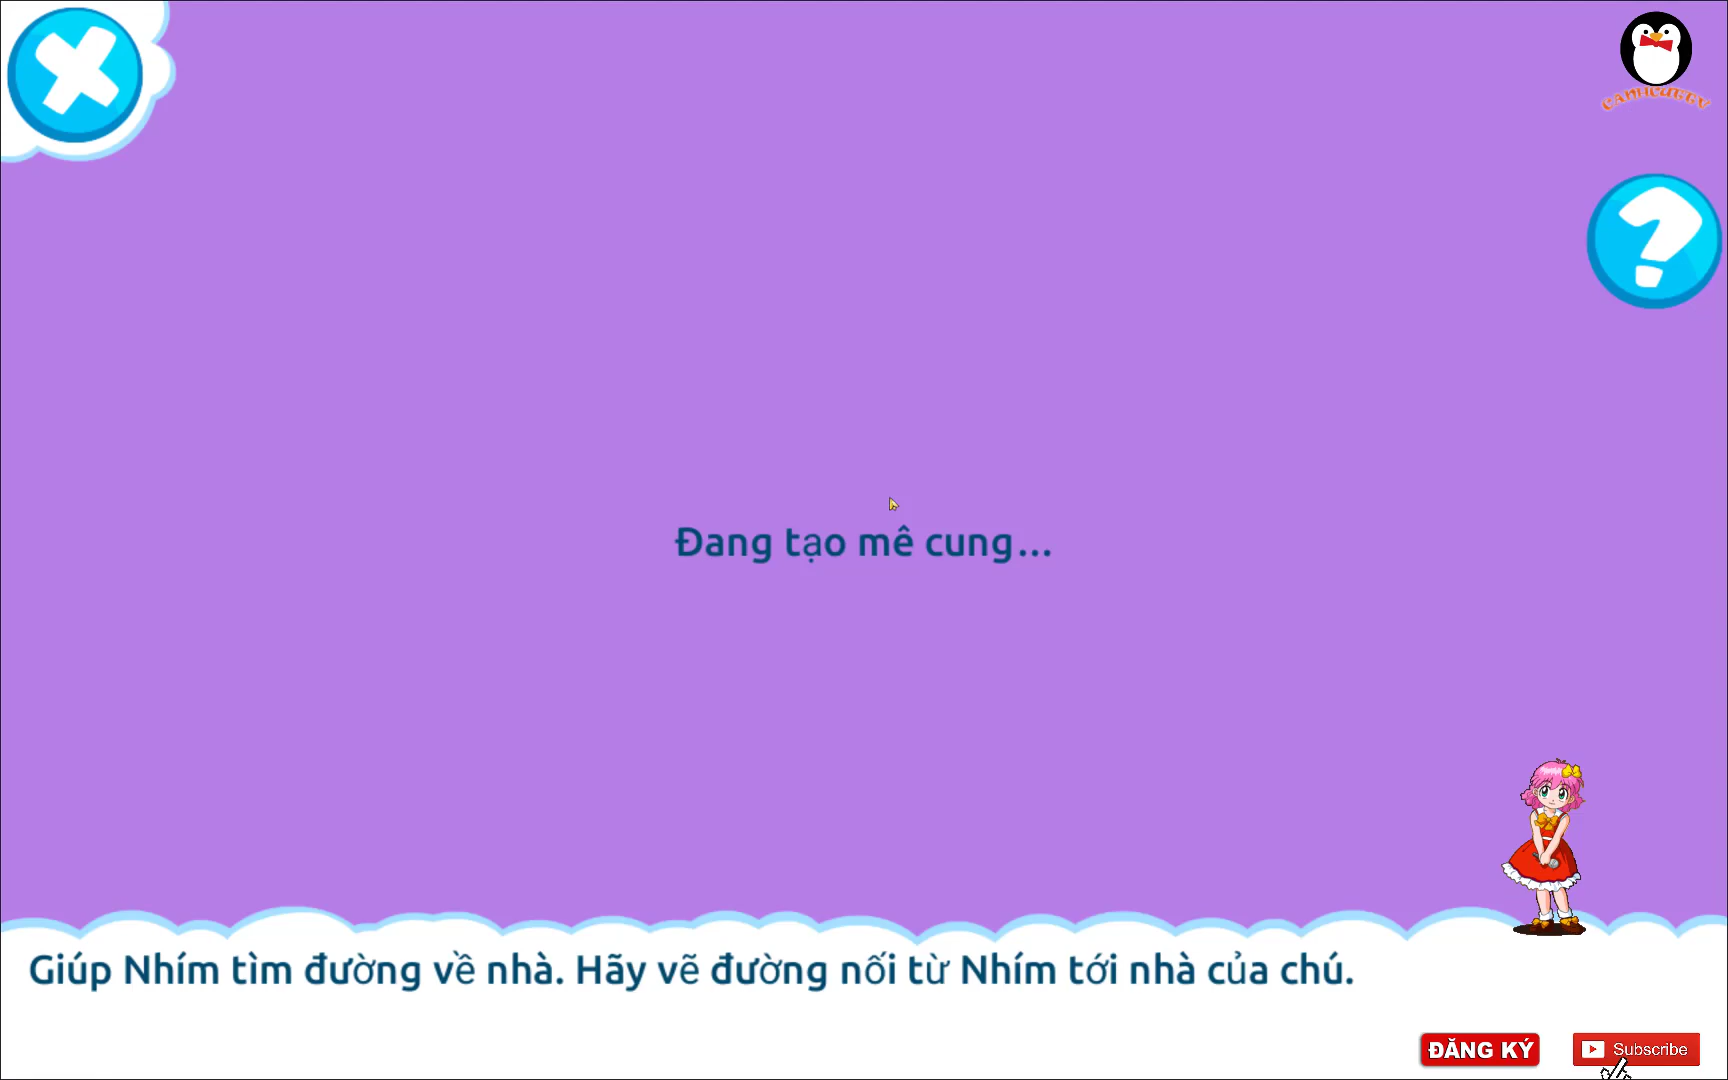 CANHCUTTV
Đang tạo mê cung...
Giúp Nhím tìm đường về nhà. Hãy vẽ đường nối từ Nhím tới nhà của chú.
ĐĂNG KÝ
Subscribe